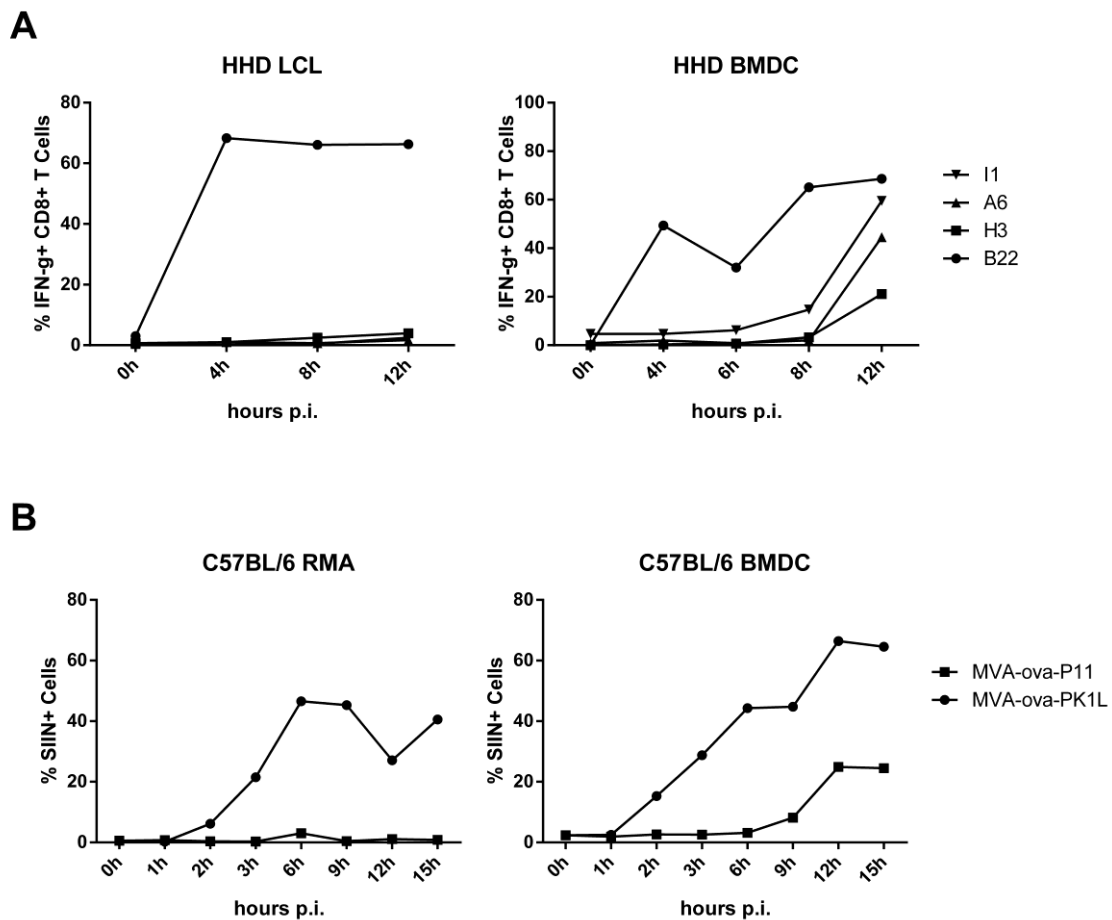 A
HHD LCL
% IFN-g+ CD8+ T Cells
80
60
40
20
0
0h
4h
8h
12h
hours p.i.
HHD BMDC
% IFN-g+ CD8+ T Cells
100
80
60
40
20
0
0h
4h
6h
8h
12h
hours p.i.
I1
A6
H3
B22
B
C57BL/6 RMA
% SIIN+ Cells
80
60
40
20
0
0h
1h
2h
3h
6h
9h
12h
15h
hours p.i.
C57BL/6 BMDC
% SIIN+ Cells
80
60
40
20
0
0h
1h
2h
3h
6h
9h
12h
15h
hours p.i.
MVA-ova-P11
MVA-ova-PK1L